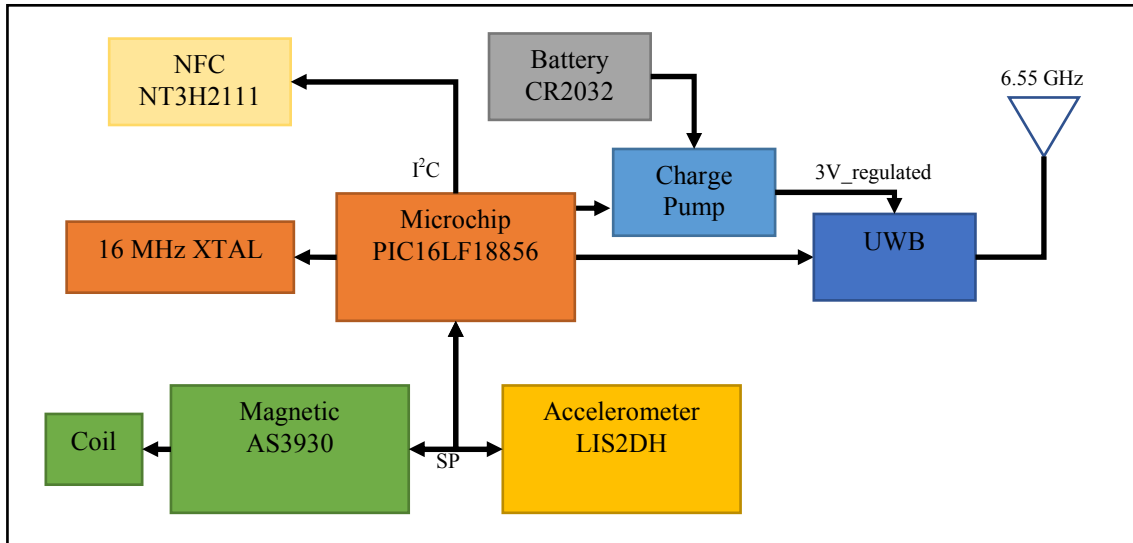 NFC
NT3H2111
Battery
CR2032
6.55 GHz
I²C
Charge
Pump
3V_regulated
Microchip
PIC16LF18856
16 MHz XTAL
UWB
Magnetic
AS3930
Accelerometer
LIS2DH
Coil
SP